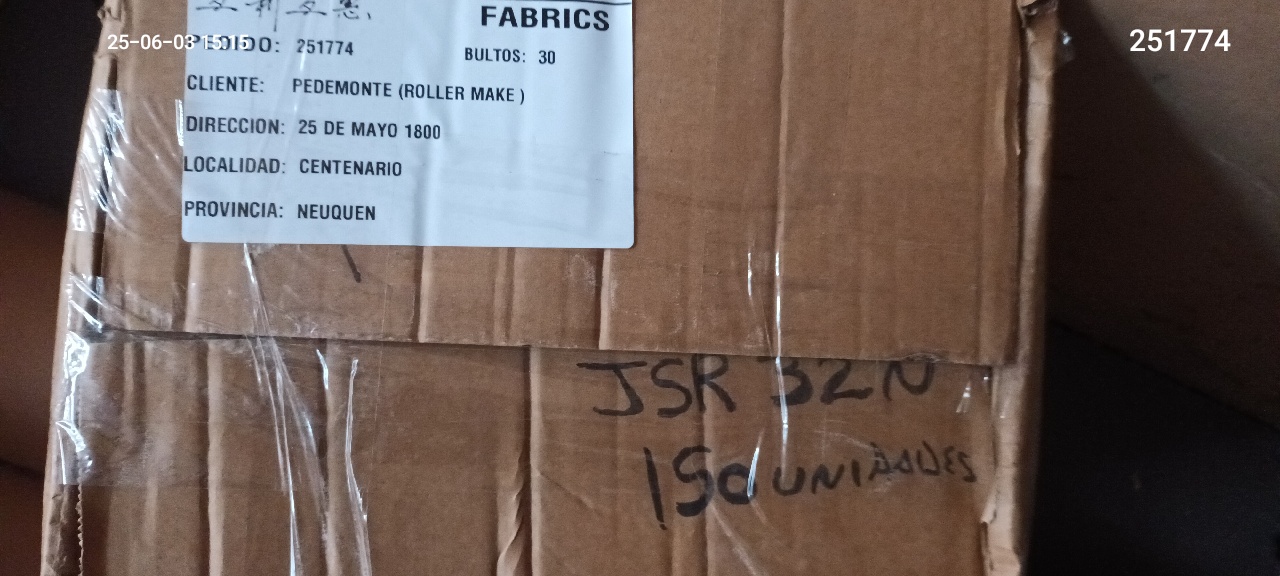 FABRICS
25-06-03 15:15
251774
PEDIDO: 251774
BULTOS: 30
CLIENTE: PEDEMONTE (ROLLER MAKE )
DIRECCION: 25 DE MAYO 1800
LOCALIDAD: CENTENARIO
PROVINCIA: NEUQUEN
JSR 32N
150 UNIDADES